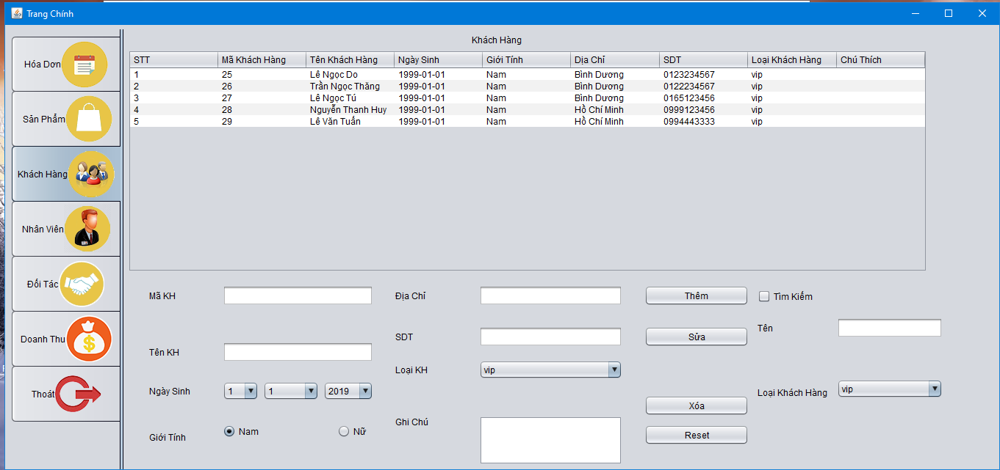 Trang Chính
Hóa Dơn
Sản Phẩm
Khách Hàng
Nhân Viên
Đối Tác
Doanh Thu
Thoát
Khách Hàng
STT Mã Khách Hàng Tên Khách Hàng Ngày Sinh Giới Tính Địa Chỉ SDT Loại Khách Hàng Chú Thích
1 25 Lê Ngọc Do 1999-01-01 Nam Bình Dương 0123234567 vip
2 26 Trần Ngọc Thăng 1999-01-01 Nam Bình Dương 0122234567 vip
3 27 Lê Ngọc Tú 1999-01-01 Nam Bình Dương 0165123456 vip
4 28 Nguyễn Thanh Huy 1999-01-01 Nam Hồ Chí Minh 0999123456 vip
5 29 Lê Văn Tuấn 1999-01-01 Nam Hồ Chí Minh 0994443333 vip
Mã KH Địa Chỉ Thêm Tìm Kiếm
SDT Sửa Tên
Tên KH
Loại KH vip
Ngày Sinh 1 1 2019 Loại Khách Hàng vip
Xóa
Ghi Chú
Giới Tính Nam Nữ Reset